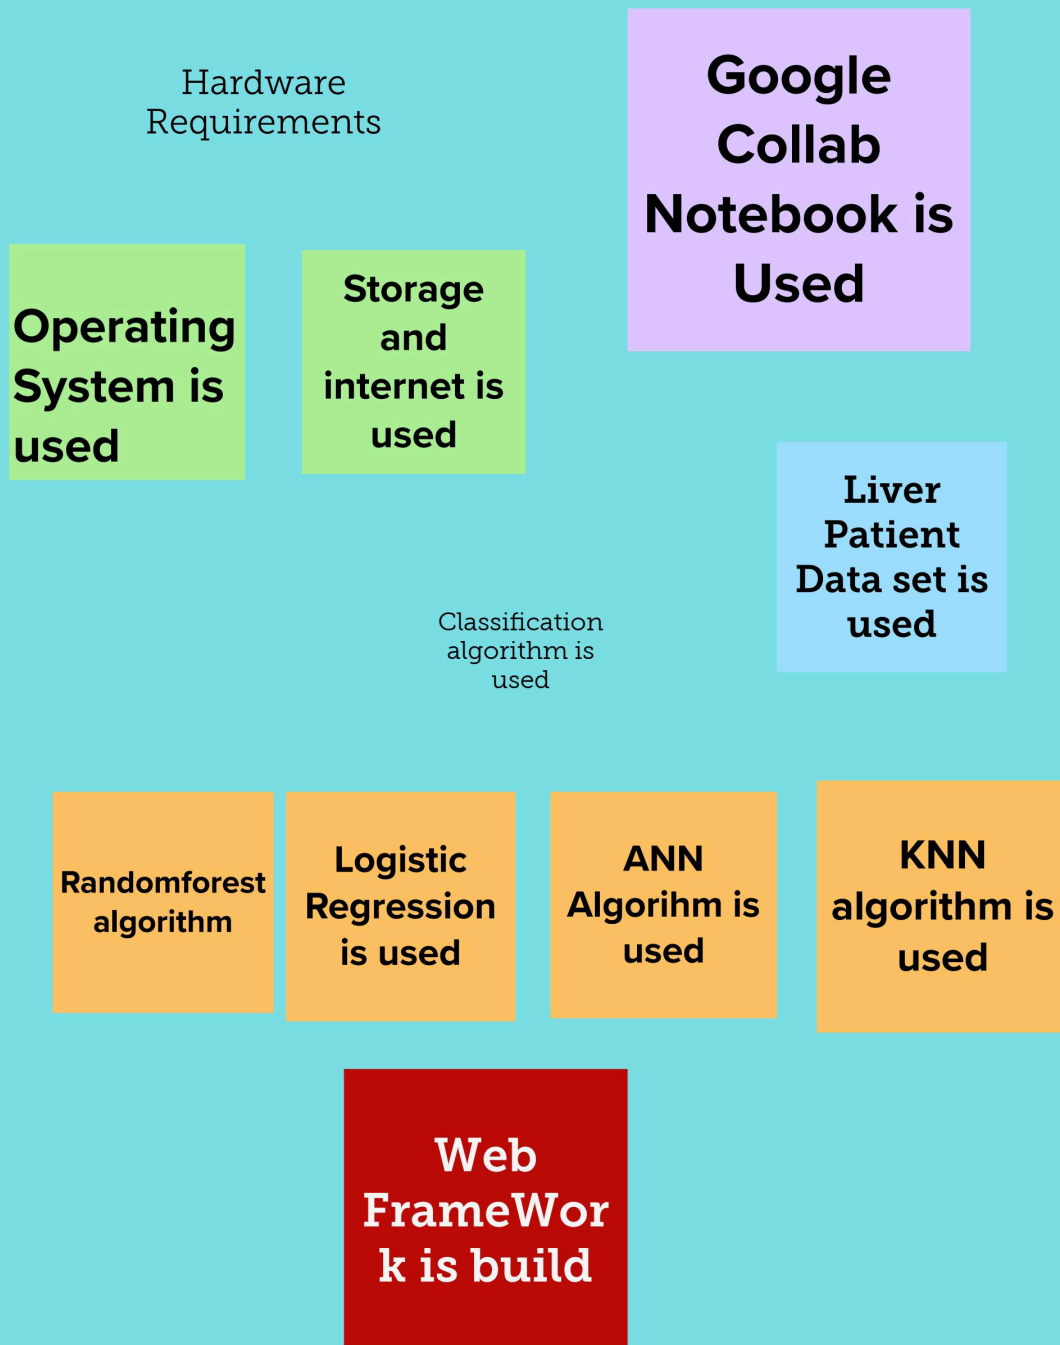 Hardware
Requirements
Google
Collab
Notebook is
Used
Operating
System is
used
Storage
and
internet is
used
Liver
Patient
Data set is
used
Classification
algorithm is
used
Randomforest
algorithm
Logistic
Regression
is used
ANN
Algorihm is
used
KNN
algorithm is
used
Web
FrameWor
k is build